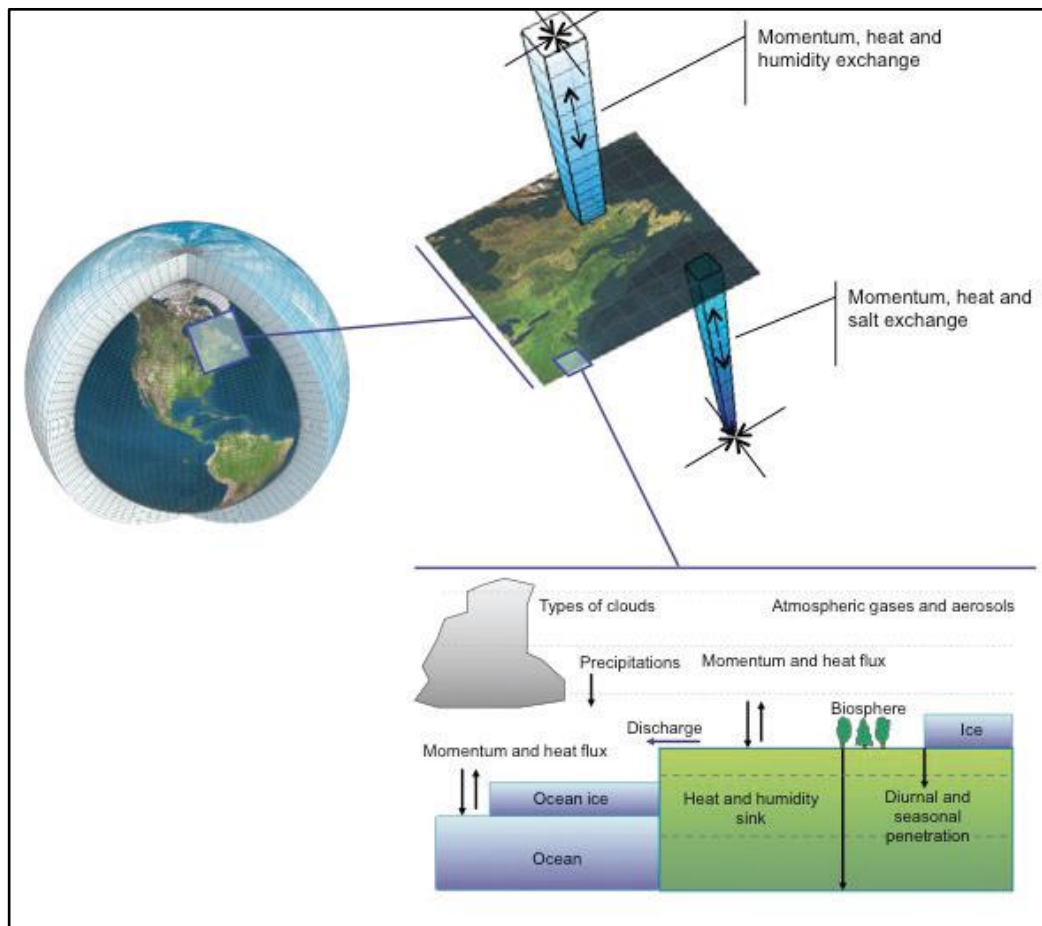 Momentum, heat and
humidity exchange
Momentum, heat and
salt exchange
Types of clouds
Atmospheric gases and aerosols
Precipitations
Momentum and heat flux
Biosphere
Discharge
Ice
Momentum and heat flux
Ocean ice
Heat and humidity
sink
Diurnal and
seasonal
penetration
Ocean